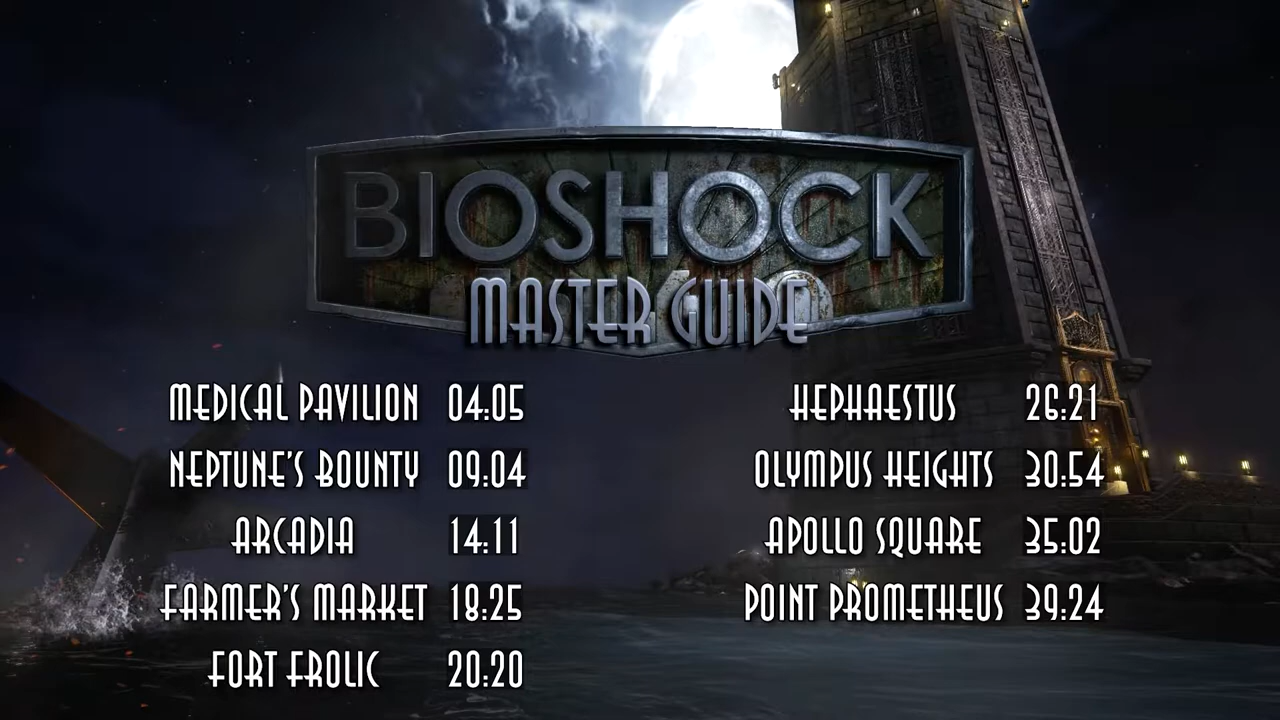 BIOSHOCK
MASTER GUIDE
MEDICAL PAVILION 04:05
NEPTUNE'S BOUNTY 09:04
ARCADIA 14:11
FARMER'S MARKET 18:25
FORT FROLIC 20:20
HEPHAESTUS 26:21
OLYMPUS HEIGHTS 30:54
APOLLO SQUARE 35:02
POINT PROMETHEUS 39:24